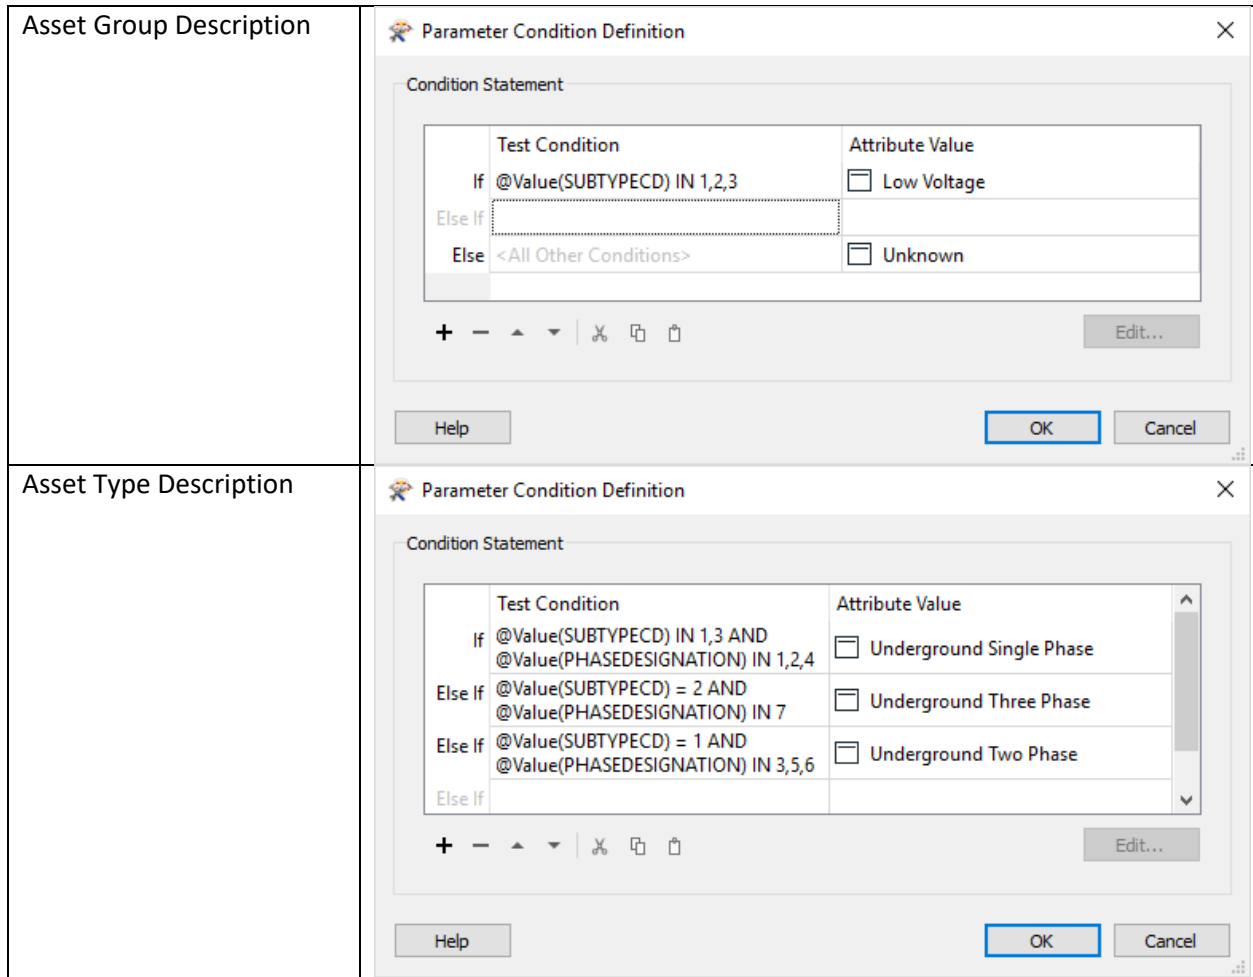 Asset Group Description
Parameter Condition Definition
Condition Statement
Test Condition Attribute Value
If @Value(SUBTYPECD) IN 1,2,3 Low Voltage
Else If
Else <All Other Conditions> Unknown
Edit...
Help OK Cancel
Asset Type Description
Parameter Condition Definition
Condition Statement
Test Condition Attribute Value
If @Value(SUBTYPECD) IN 1,3 AND
@Value(PHASEDESIGNATION) IN 1,2,4 Underground Single Phase
Else If @Value(SUBTYPECD) = 2 AND
@Value(PHASEDESIGNATION) IN 7 Underground Three Phase
Else If @Value(SUBTYPECD) = 1 AND
@Value(PHASEDESIGNATION) IN 3,5,6 Underground Two Phase
Else If
Edit...
Help OK Cancel